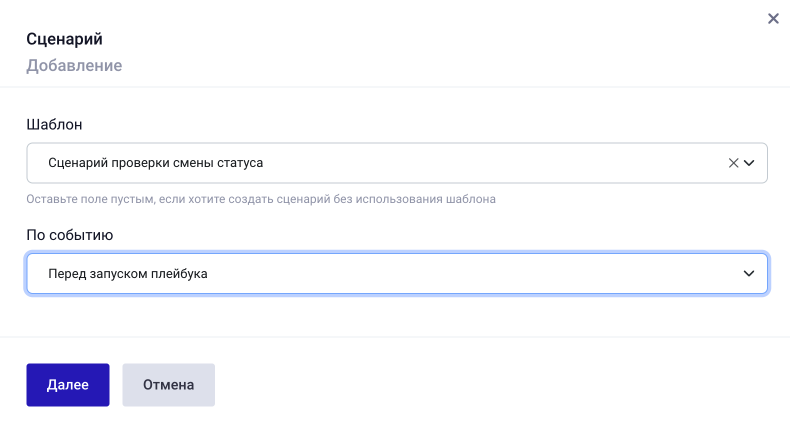 Сценарий
Добавление
Шаблон
Сценарий проверки смены статуса
Оставьте поле пустым, если хотите создать сценарий без использования шаблона
По событию
Перед запуском плейбука
Далее
Отмена